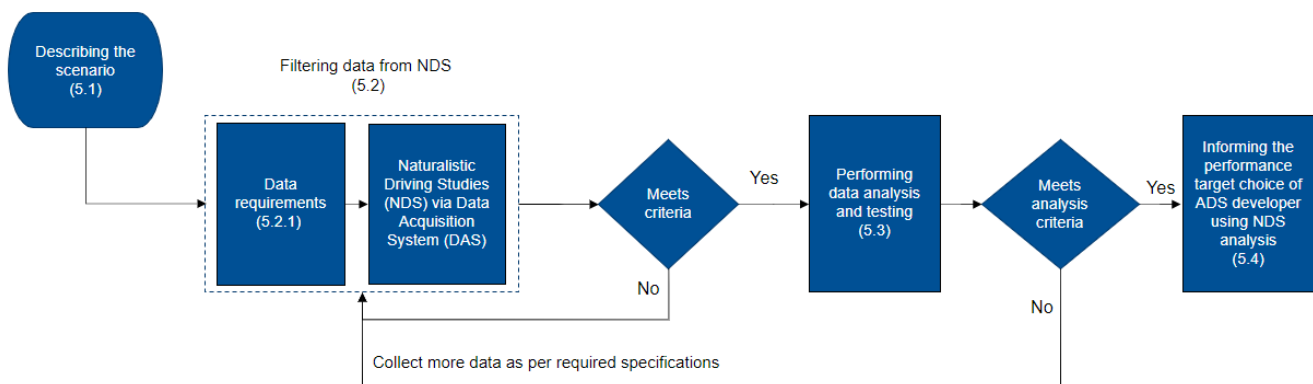 Describing the
scenario
(5.1)
Filtering data from NDS
(5.2)
Data
requirements
(5.2.1)
Naturalistic
Driving Studies
(NDS) via Data
Acquisition
System (DAS)
Meets
criteria
Yes
No
Collect more data as per required specifications
Performing
data analysis
and testing
(5.3)
Meets
analysis
criteria
Yes
No
Informing the
performance
target choice of
ADS developer
using NDS
analysis
(5.4)